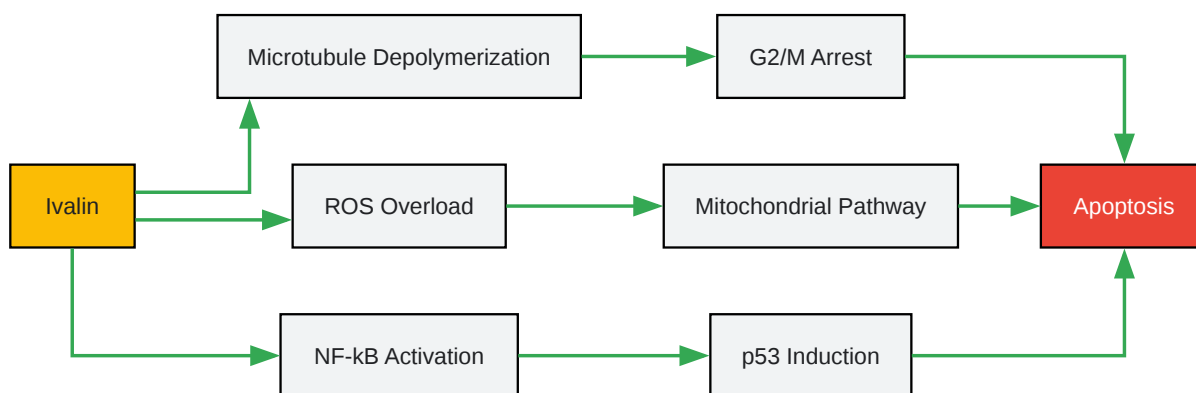 Microtubule Depolymerization
G2/M Arrest
Ivalin
ROS Overload
Mitochondrial Pathway
Apoptosis
NF-kB Activation
p53 Induction